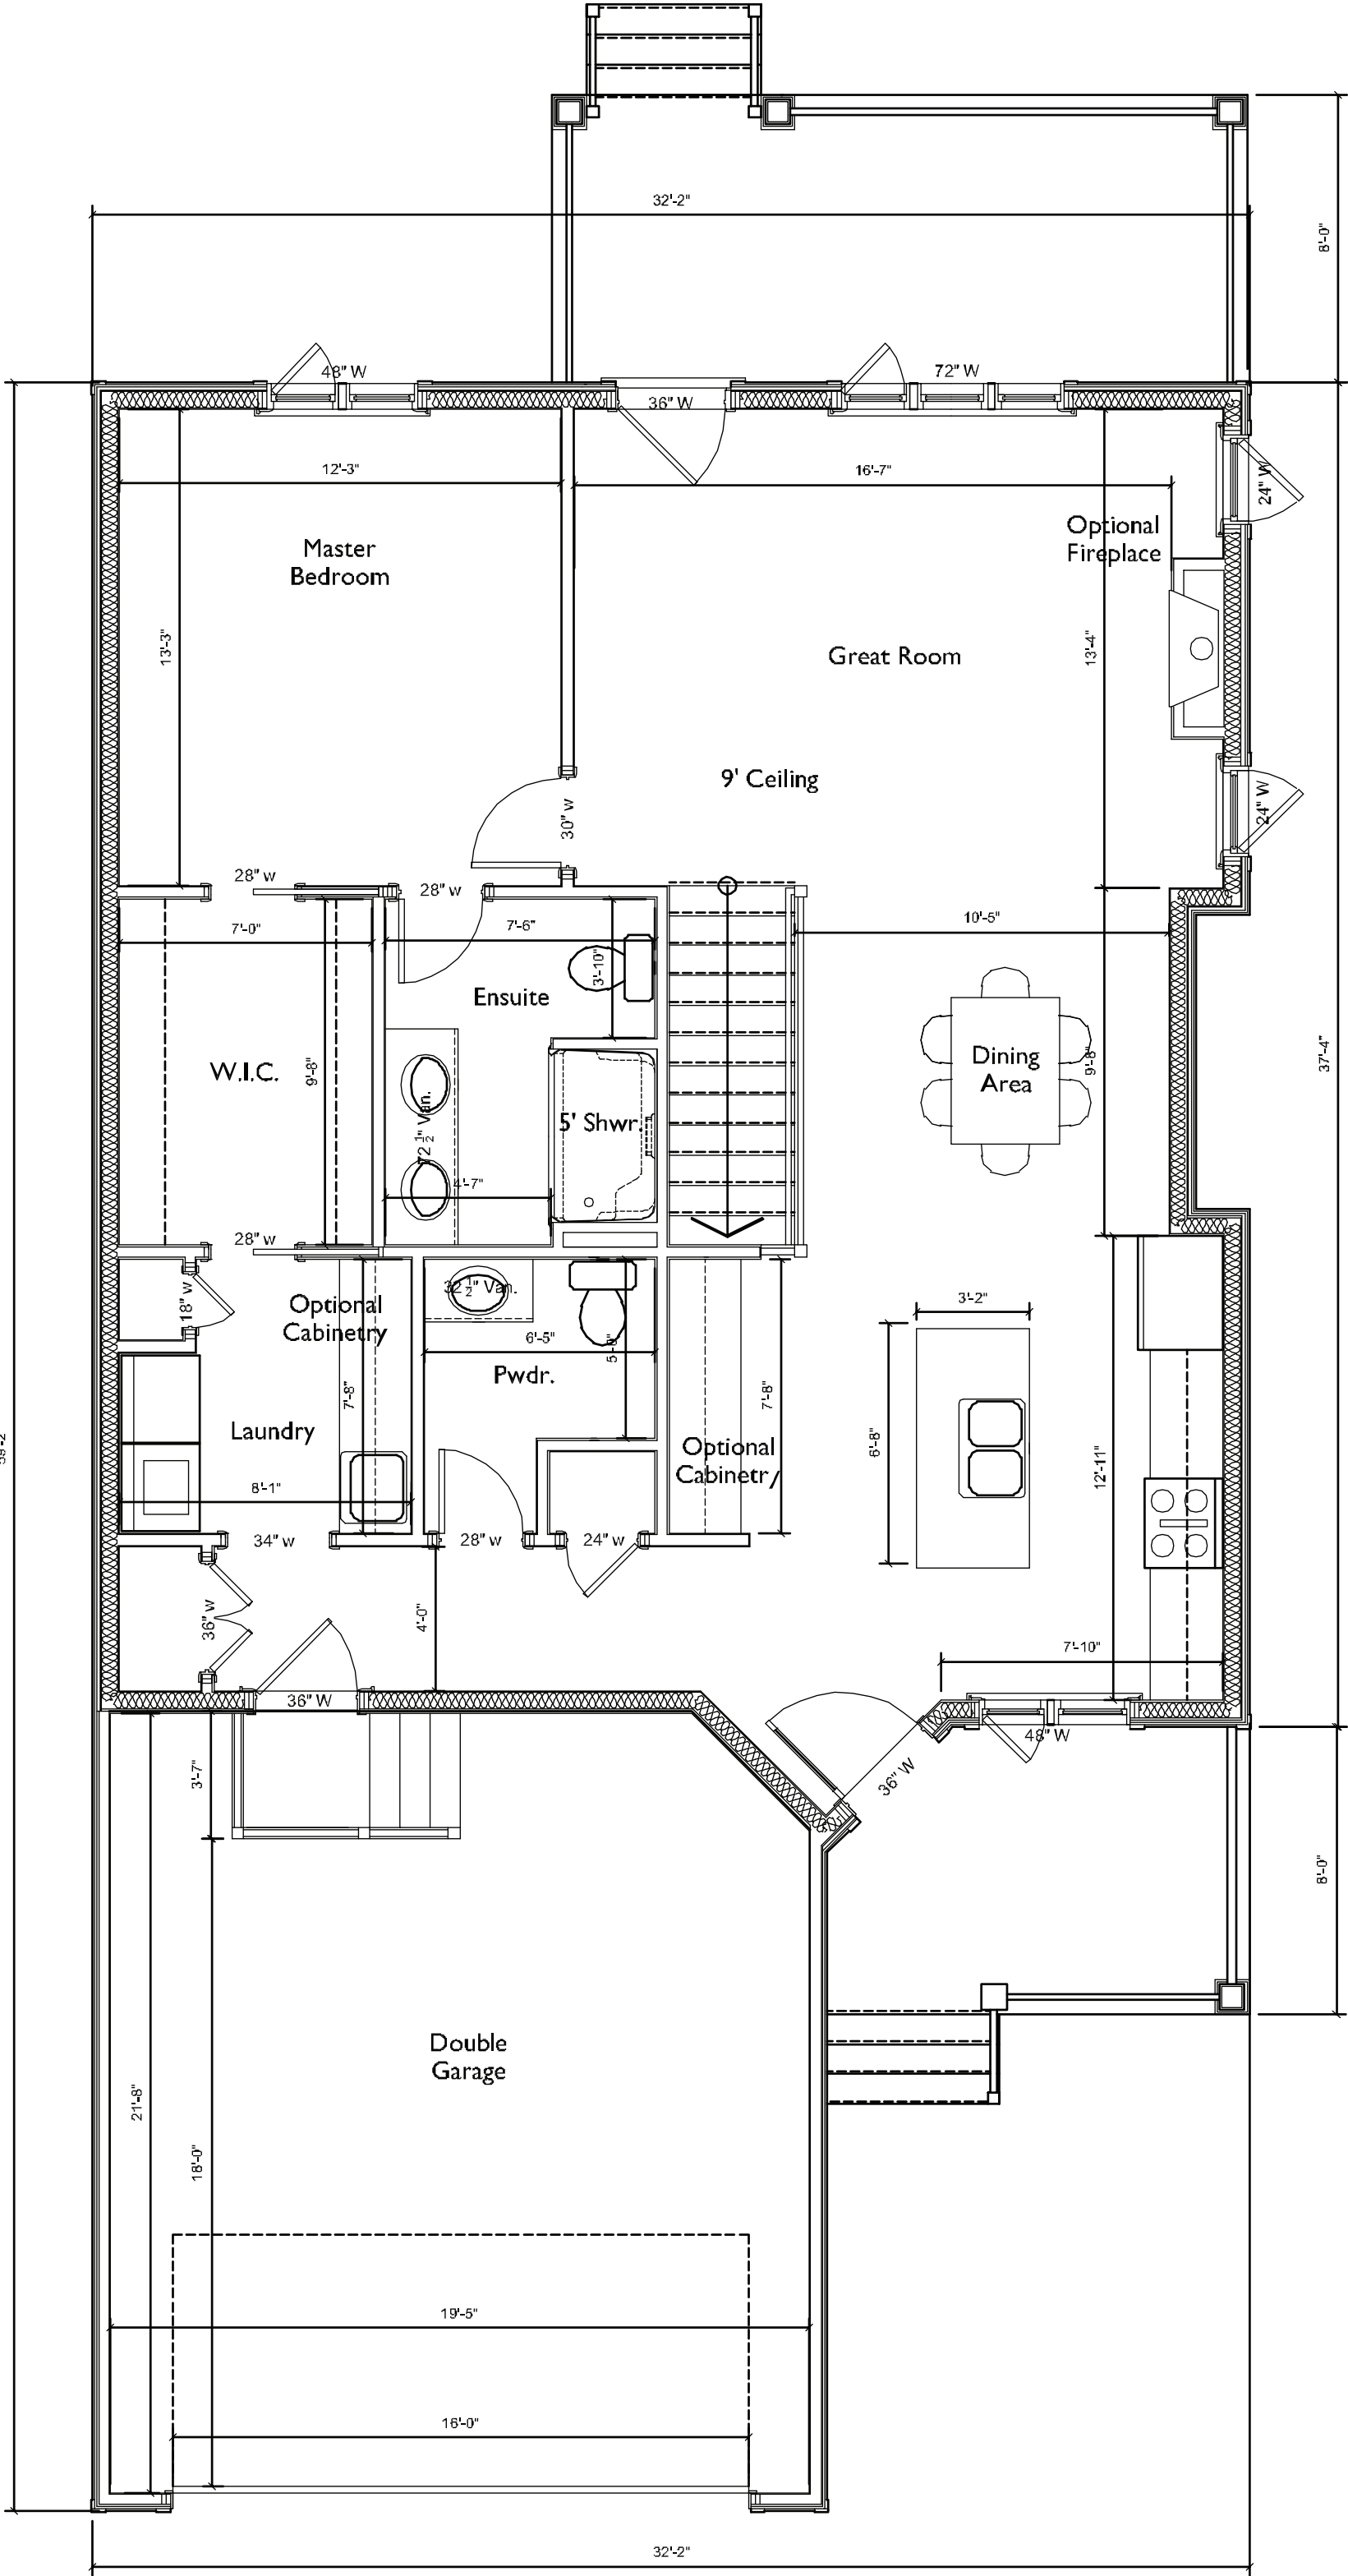 32'-2"
8'-0"
48" W
36" W
72" W
12'-3"
16'-7"
24" W
Optional
Fireplace
Master
Bedroom
13'-3"
Great Room
13'-4"
9' Ceiling
30" w
24" W
28" w
28" w
7'-0"
7'-6"
10'-5"
3'-10"
Ensuite
W.I.C.
9'-8"
Dining
Area
9'-8"
37'-4"
72 ½" Van.
5' Shwr.
4'-7"
28" w
18" w
Optional
Cabinetry
32 ½" Van.
3'-2"
6'-5"
Pwdr.
7'-8"
7'-8"
Laundry
Optional
6'-8"
12'-11"
8'-1"
34" w
28" w
24" w
36" w
4'-0"
7'-10"
36" W
48" W
36" W
3'-7"
8'-0"
Double
Garage
21'-8"
18'-0"
19'-5"
16'-0"
32'-2"